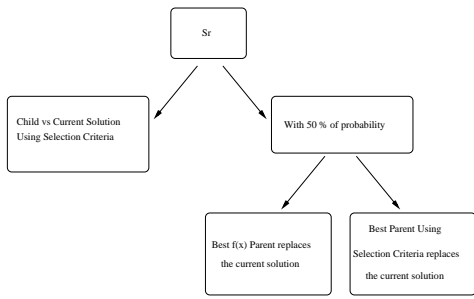 Sr
Child vs Current Solution
Using Selection Criteria
With 50 % of probability
Best f(x) Parent replaces
the current solution
Best Parent Using
Selection Criteria replaces
the current solution